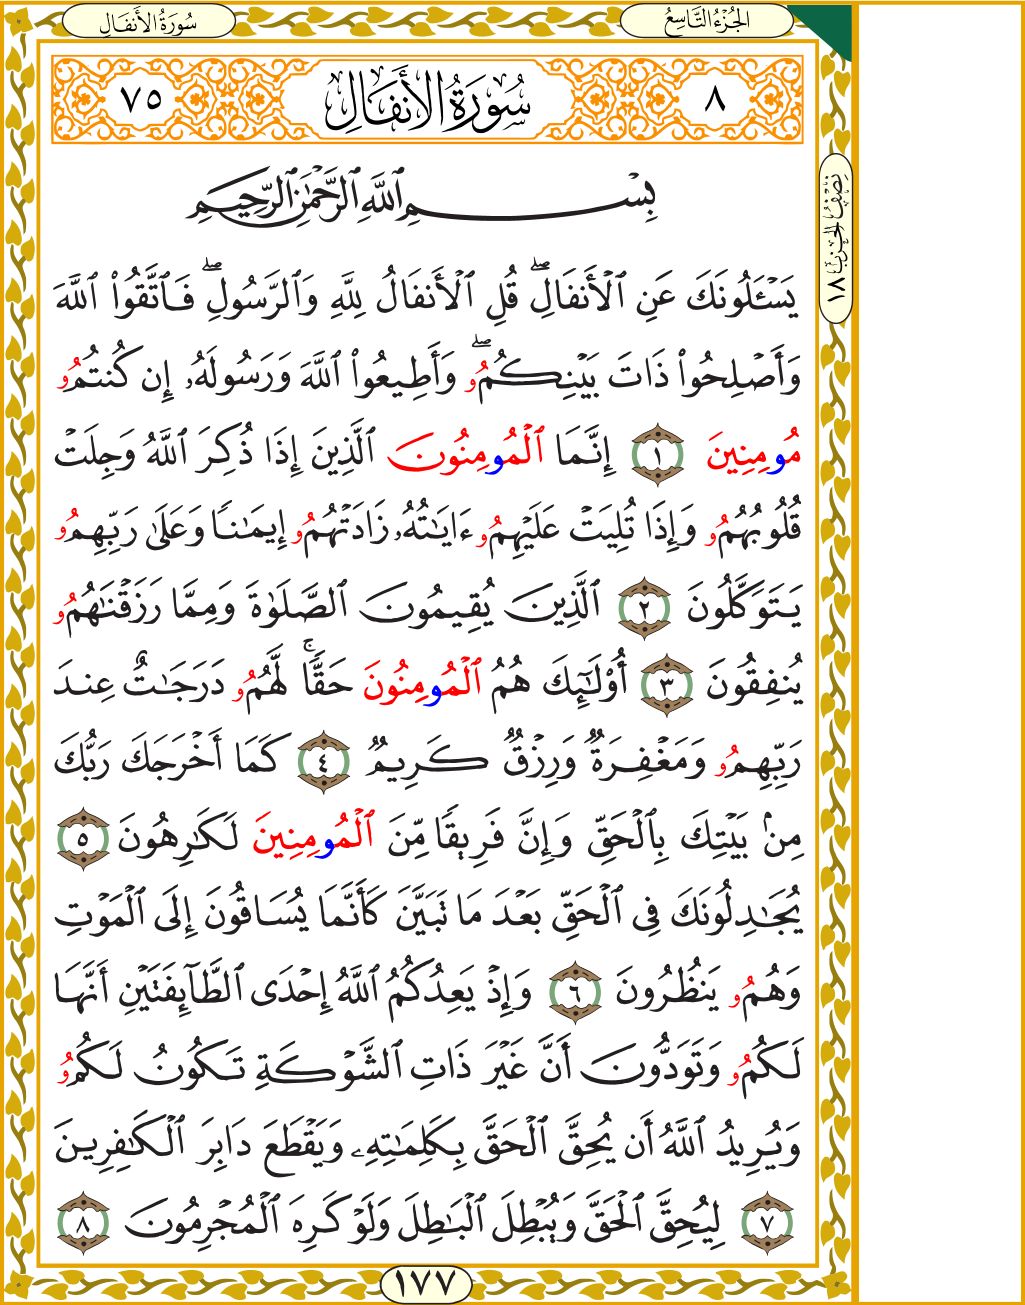 الجُزْءُ التَّاسِعُ
سُورَةُ الأَنفَالِ
٨
سُورَةُ الأَنفَالِ
٧٥
نِصْفُ الحِزْبِ ١٨
بِسْمِ ٱللَّهِ ٱلرَّحْمَٰنِ ٱلرَّحِيمِ
يَسْـَٔلُونَكَ عَنِ ٱلْأَنفَالِۖ قُلِ ٱلْأَنفَالُ لِلَّهِ وَٱلرَّسُولِۖ فَٱتَّقُوا۟ ٱللَّهَ
وَأَصْلِحُوا۟ ذَاتَ بَيْنِكُمُۥۖ وَأَطِيعُوا۟ ٱللَّهَ وَرَسُولَهُۥ إِن كُنتُمُۥ
مُومِنِينَ ١ إِنَّمَا ٱلْمُومِنُونَ ٱلَّذِينَ إِذَا ذُكِرَ ٱللَّهُ وَجِلَتْ
قُلُوبُهُمُۥ وَإِذَا تُلِيَتْ عَلَيْهِمُۥ ءَايَٰتُهُۥ زَادَتْهُمُۥ إِيمَٰنًا وَعَلَىٰ رَبِّهِمُۥ
يَتَوَكَّلُونَ ٢ ٱلَّذِينَ يُقِيمُونَ ٱلصَّلَوٰةَ وَمِمَّا رَزَقْنَٰهُمُۥ
يُنفِقُونَ ٣ أُو۟لَٰٓئِكَ هُمُ ٱلْمُومِنُونَ حَقًّاۚ لَّهُمُۥ دَرَجَٰتٌ عِندَ
رَبِّهِمُۥ وَمَغْفِرَةٌ وَرِزْقٌ كَرِيمٌ ٤ كَمَا أَخْرَجَكَ رَبُّكَ
مِنۢ بَيْتِكَ بِٱلْحَقِّ وَإِنَّ فَرِيقًا مِّنَ ٱلْمُومِنِينَ لَكَٰرِهُونَ ٥
يُجَٰدِلُونَكَ فِى ٱلْحَقِّ بَعْدَ مَا تَبَيَّنَ كَأَنَّمَا يُسَاقُونَ إِلَى ٱلْمَوْتِ
وَهُمُۥ يَنظُرُونَ ٦ وَإِذْ يَعِدُكُمُ ٱللَّهُ إِحْدَى ٱلطَّآئِفَتَيْنِ أَنَّهَا
لَكُمُۥ وَتَوَدُّونَ أَنَّ غَيْرَ ذَاتِ ٱلشَّوْكَةِ تَكُونُ لَكُمُۥ
وَيُرِيدُ ٱللَّهُ أَن يُحِقَّ ٱلْحَقَّ بِكَلِمَٰتِهِۦ وَيَقْطَعَ دَابِرَ ٱلْكَٰفِرِينَ
٧ لِيُحِقَّ ٱلْحَقَّ وَيُبْطِلَ ٱلْبَٰطِلَ وَلَوْ كَرِهَ ٱلْمُجْرِمُونَ ٨
١٧٧